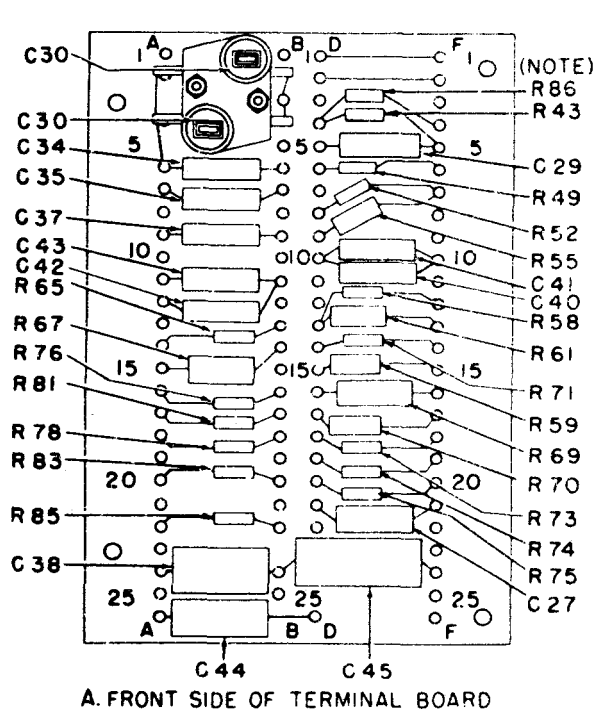 A B D F
1 1 1
C30 (NOTE)
R86
R43
C30
5 5 5
C34 C29
C35 R49
C37 R52
C43 10 10 10 R55
C42 C41
R65 C40
R58
R67 R61
R76 15 15 15
R81 R71
R59
R78 R69
R83 20 20 R70
R85 R73
R74
C38 R75
25 25 25 C27
A B D F
C44 C45
A. FRONT SIDE OF TERMINAL BOARD